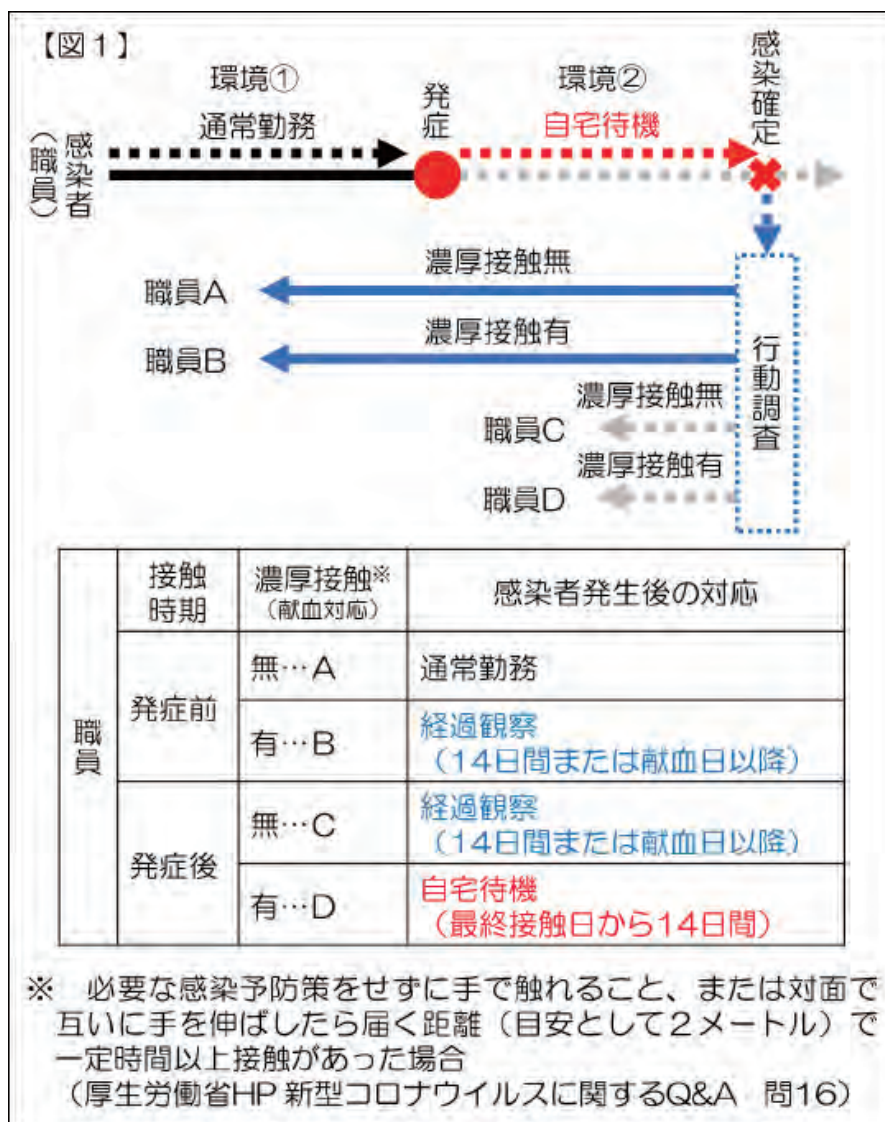 【図1】
環境①
通常勤務
発症
環境②
自宅待機
感染確定
感染者
（職員）
濃厚接触無
職員A
濃厚接触有
職員B
濃厚接触無
職員C
濃厚接触有
職員D
行動調査
職員
接触
時期
濃厚接触※
（献血対応）
感染者発生後の対応
発症前
無…A
通常勤務
有…B
経過観察
（14日間または献血日以降）
発症後
無…C
経過観察
（14日間または献血日以降）
有…D
自宅待機
（最終接触日から14日間）
※　必要な感染予防策をせずに手で触れること、または対面で
互いに手を伸ばしたら届く距離（目安として2メートル）で
一定時間以上接触があった場合
（厚生労働省HP 新型コロナウイルスに関するQ&A　問16）